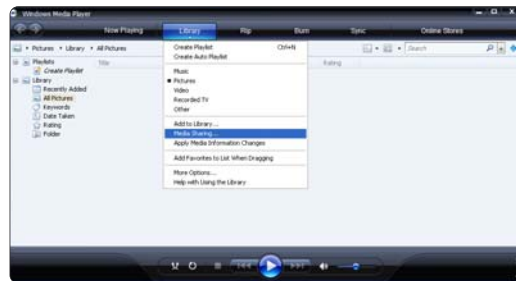 Windows Media Player
Now Playing Library Rip Burn Sync Online Stores
Pictures Library All Pictures
Search
Playlists
Create Playlist
Library
Recently Added
All Pictures
Keywords
Date Taken
Rating
Folder
Title
Rating
Create Playlist Ctrl+N
Create Auto Playlist
Music
Pictures
Video
Recorded TV
Other
Add to Library...
Media Sharing...
Apply Media Information Changes
Add Favorites to List When Dragging
More Options...
Help with Using the Library